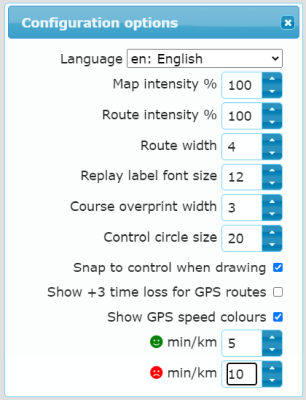 Configuration options
Language en: English
Map intensity % 100
Route intensity % 100
Route width 4
Replay label font size 12
Course overprint width 3
Control circle size 20
Snap to control when drawing
Show +3 time loss for GPS routes
Show GPS speed colours
min/km 5
min/km 10